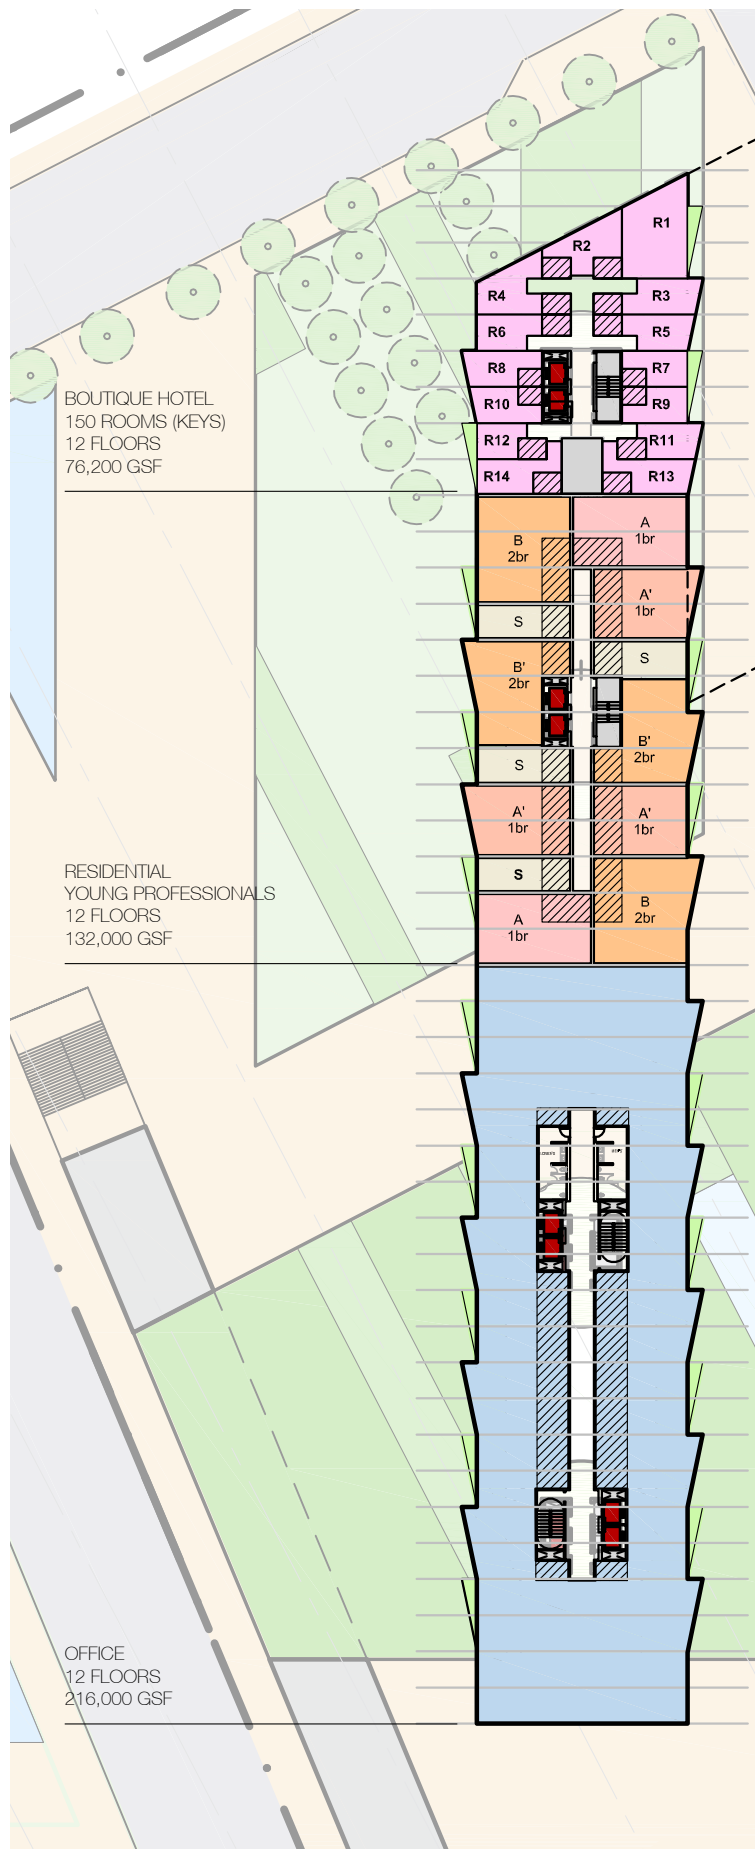 R1
R2
R4 R3
R6 R5
R8 R7
R10 R9
R12 R11
R14 R13
BOUTIQUE HOTEL
150 ROOMS (KEYS)
12 FLOORS
76,200 GSF
A
1br
B
2br
A'
1br
S
S
B'
2br
B'
2br
S
A'
1br
A'
1br
S
B
2br
A
1br
RESIDENTIAL
YOUNG PROFESSIONALS
12 FLOORS
132,000 GSF
OFFICE
12 FLOORS
216,000 GSF